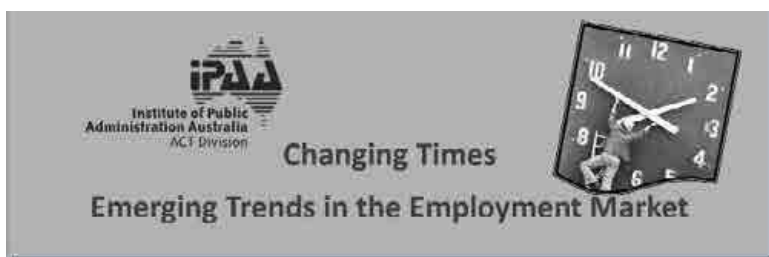 iPAA
Institute of Public
Administration Australia
ACT Division
Changing Times
Emerging Trends in the Employment Market
11 12 1
10 2
9 3
8 4
6 5